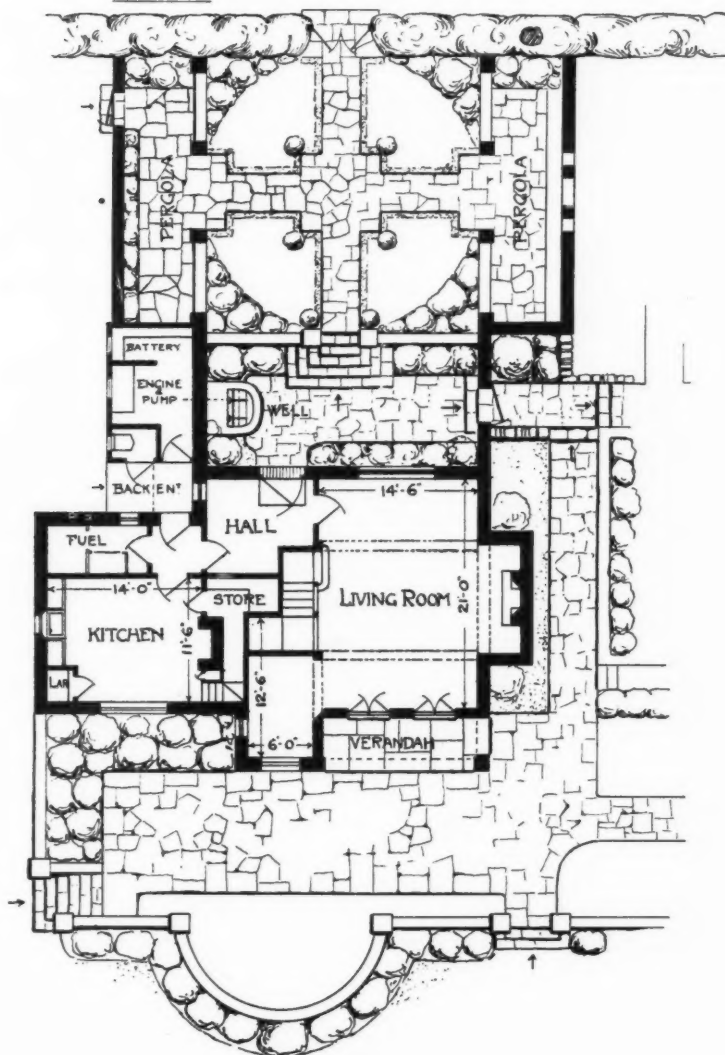 PERGOLA
PERGOLA
BATTERY
ENGINE
&
PUMP
WELL
BACK ENT
14'-6"
HALL
FUEL
14'-0"
STORE
LIVING ROOM
21'-0"
KITCHEN
11'-6"
12'-6"
LAR
6'-0"
VERANDAH